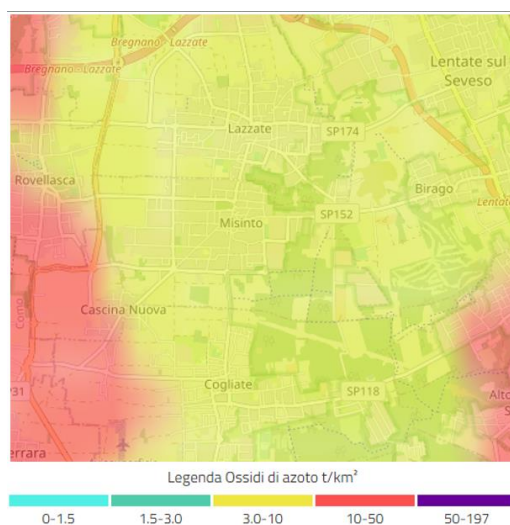 Bregnano - Lazzate
Bregnano - Lazzate
Lentate sul
Seveso
Lazzate
SP174
Rovellasca
Birago
SP152
Lentate
Misinto
Como
Cascina Nuova
Cogliate
SP118
Alto
S
P31
errara
Legenda Ossidi di azoto t/km²
0-1.5 1.5-3.0 3.0-10 10-50 50-197